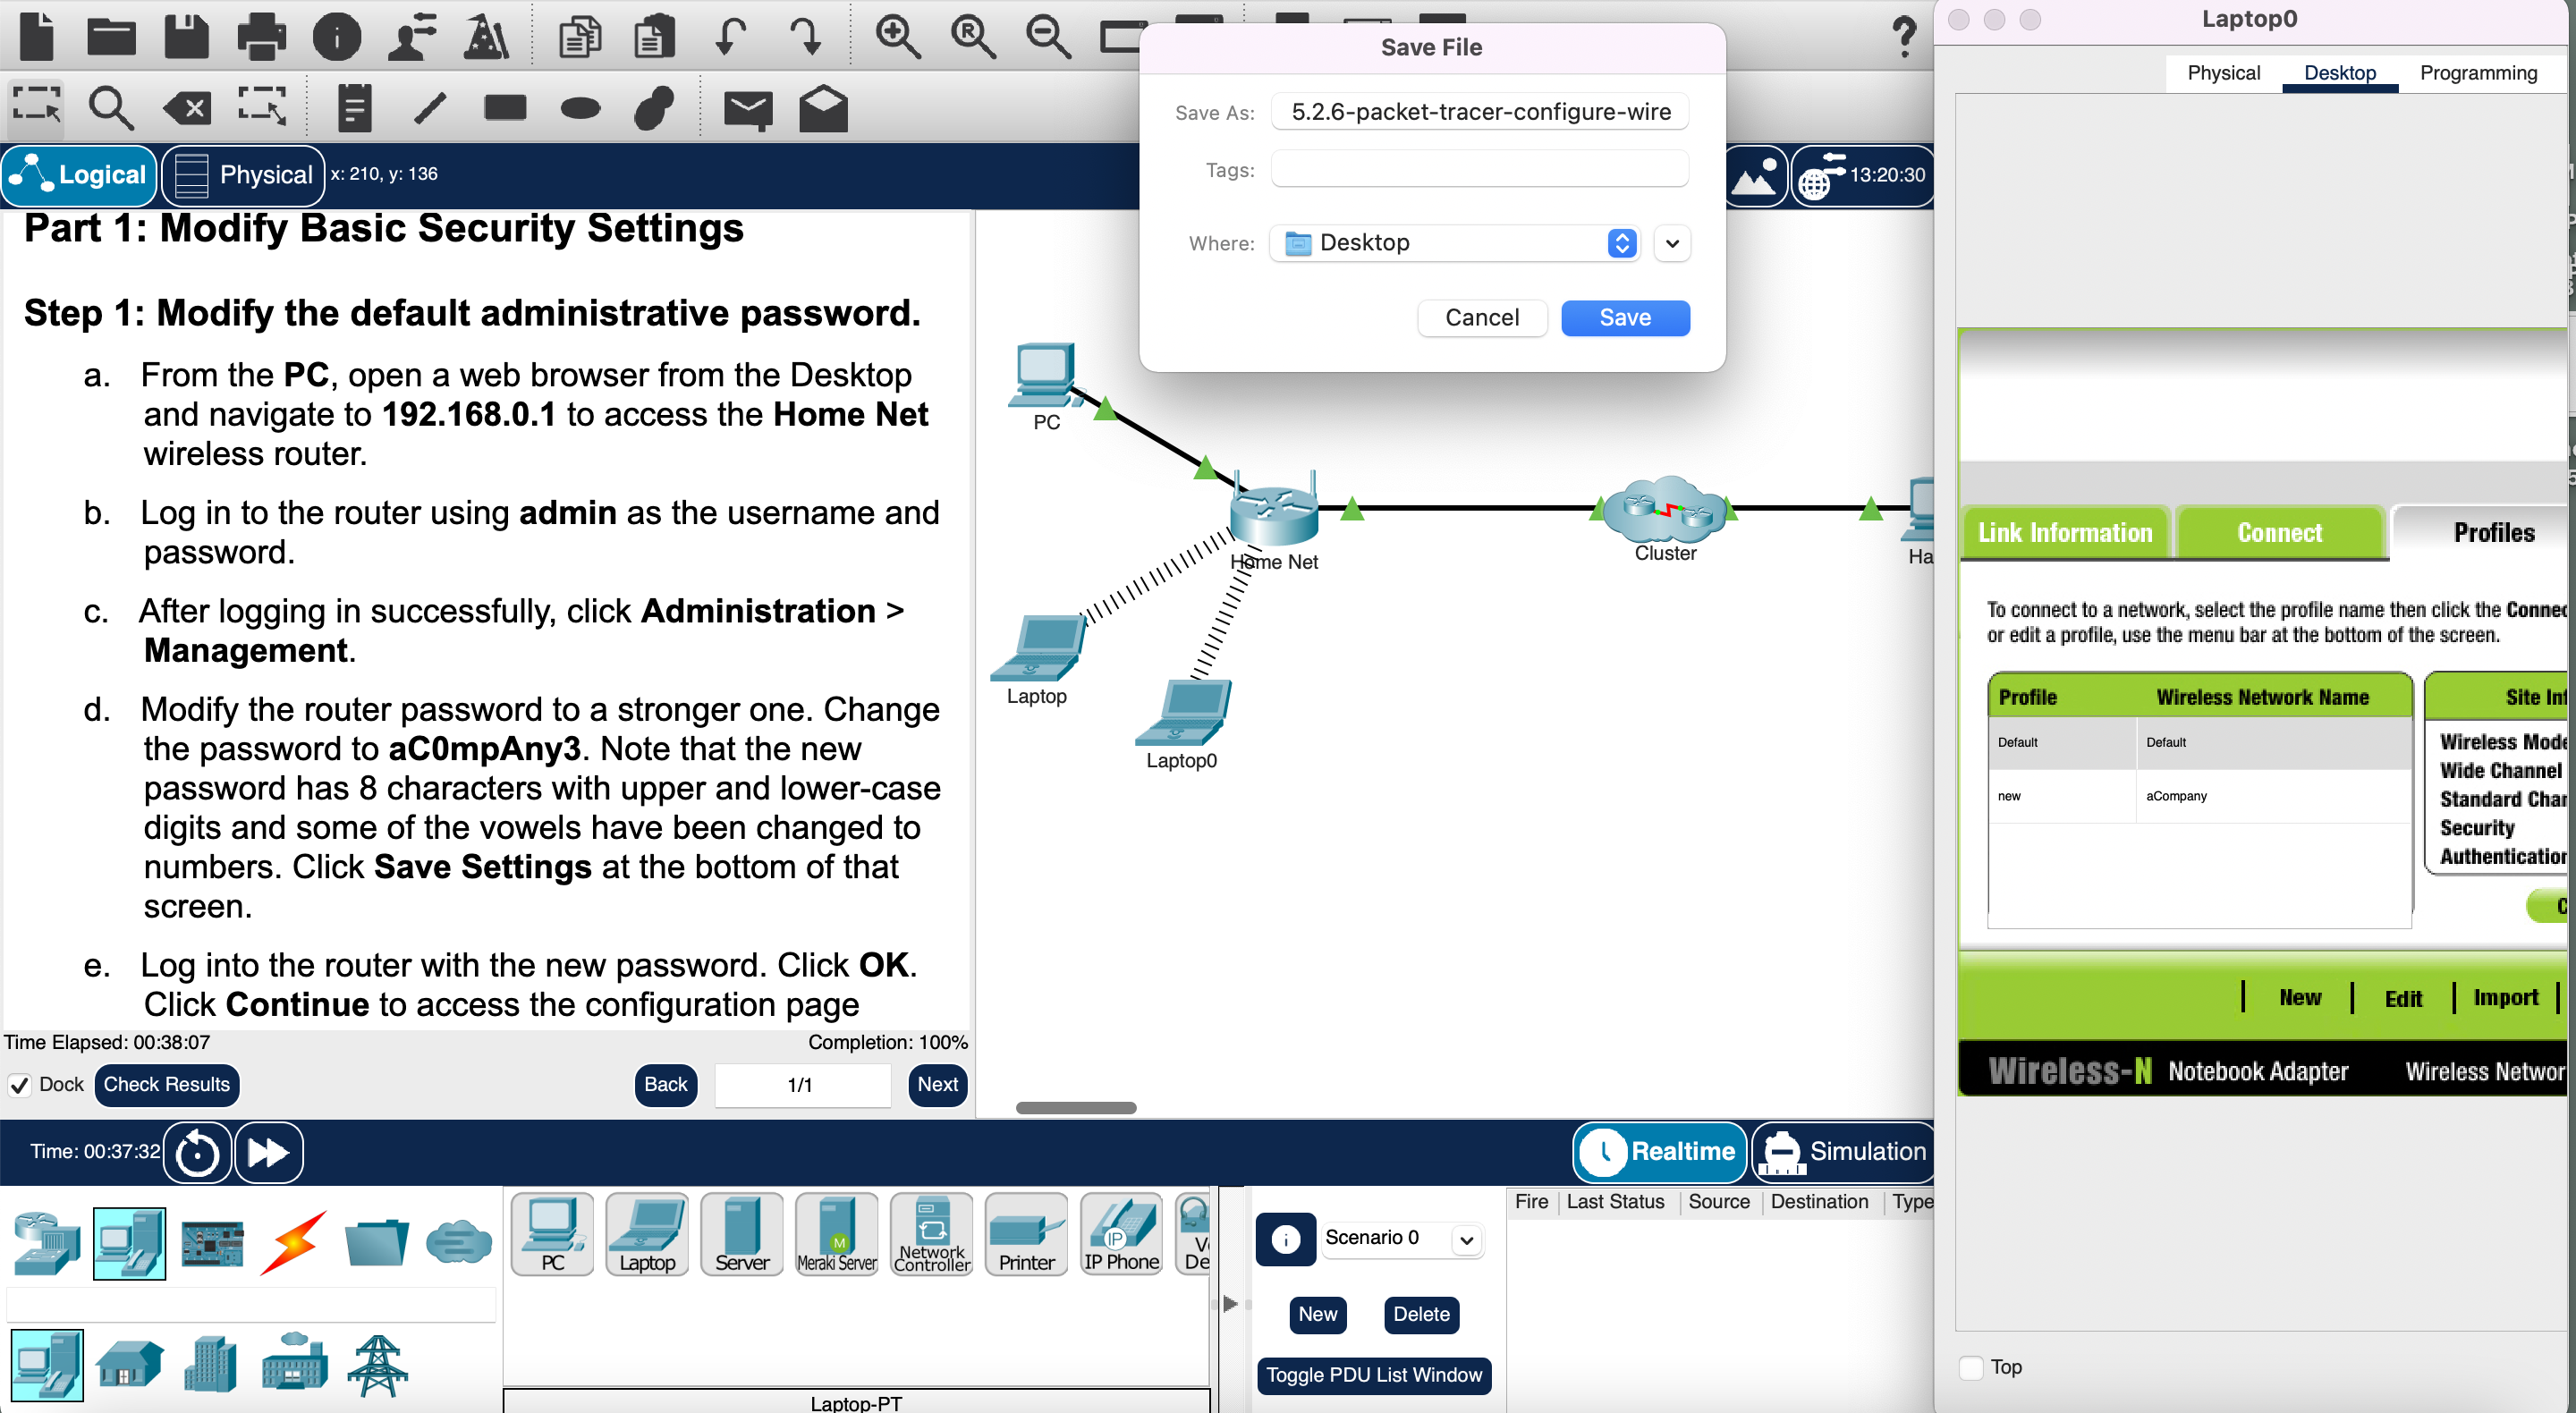 Save File
Save As:
5.2.6-packet-tracer-configure-wire
Tags:
Where:
Desktop
Cancel
Save
Laptop0
Physical
Desktop
Programming
Logical
Physical
x: 210, y: 136
13:20:30
Part 1: Modify Basic Security Settings
Step 1: Modify the default administrative password.
a. From the PC, open a web browser from the Desktop
and navigate to 192.168.0.1 to access the Home Net
wireless router.
b. Log in to the router using admin as the username and
password.
c. After logging in successfully, click Administration >
Management.
d. Modify the router password to a stronger one. Change
the password to aC0mpAny3. Note that the new
password has 8 characters with upper and lower-case
digits and some of the vowels have been changed to
numbers. Click Save Settings at the bottom of that
screen.
e. Log into the router with the new password. Click OK.
Click Continue to access the configuration page
Time Elapsed: 00:38:07
Completion: 100%
Dock
Check Results
Back
1/1
Next
PC
Home Net
Cluster
Ha
Laptop
Laptop0
Link Information
Connect
Profiles
To connect to a network, select the profile name then click the Connec
or edit a profile, use the menu bar at the bottom of the screen.
Profile
Wireless Network Name
Site Inf
Default
Default
new
aCompany
Wireless Mode
Wide Channel
Standard Chan
Security
Authentication
C
New
Edit
Import
Wireless-N
Notebook Adapter
Wireless Networ
Top
Time: 00:37:32
Realtime
Simulation
PC
Laptop
Server
M
Meraki Server
Network
Controller
Printer
IP
IP Phone
V
De
Laptop-PT
Scenario 0
New
Delete
Toggle PDU List Window
Fire
Last Status
Source
Destination
Type